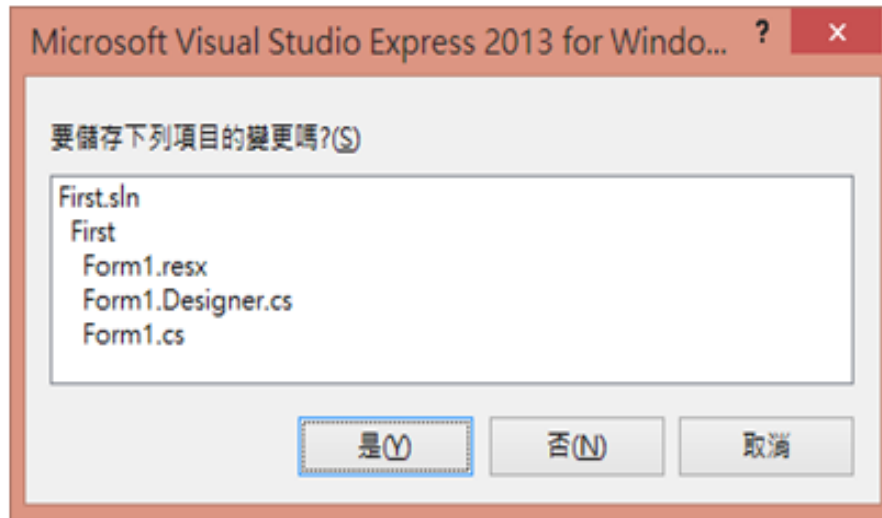 Microsoft Visual Studio Express 2013 for Windo... ?
要儲存下列項目的變更嗎?(S)
First.sln
First
Form1.resx
Form1.Designer.cs
Form1.cs
是(Y) 否(N) 取消